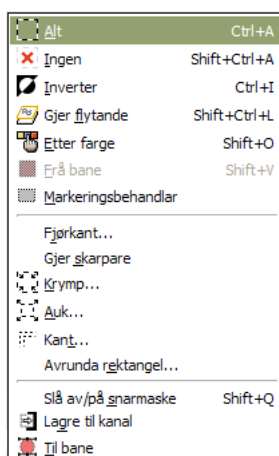 Alt Ctrl+A
Ingen Shift+Ctrl+A
Inverter Ctrl+I
Gjer flytande Shift+Ctrl+L
Etter farge Shift+O
Frå bane Shift+V
Markeringsbehandlar
Fjørkant...
Gjer skarpare
Krymp...
Auk...
Kant...
Avrunda rektangel...
Slå av/på snarmaske Shift+Q
Lagre til kanal
Til bane